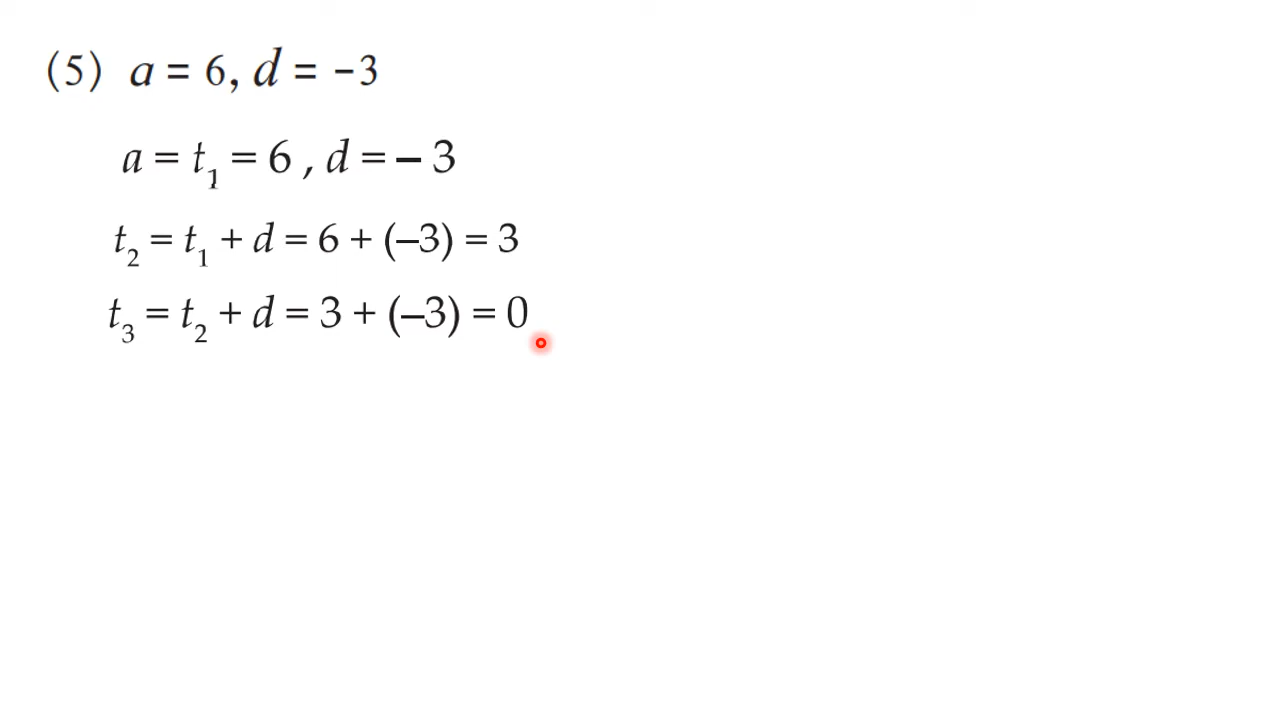 (5) a = 6, d = -3
a = t₁ = 6 , d = – 3
t₂ = t₁ + d = 6 + (–3) = 3
t₃ = t₂ + d = 3 + (–3) = 0